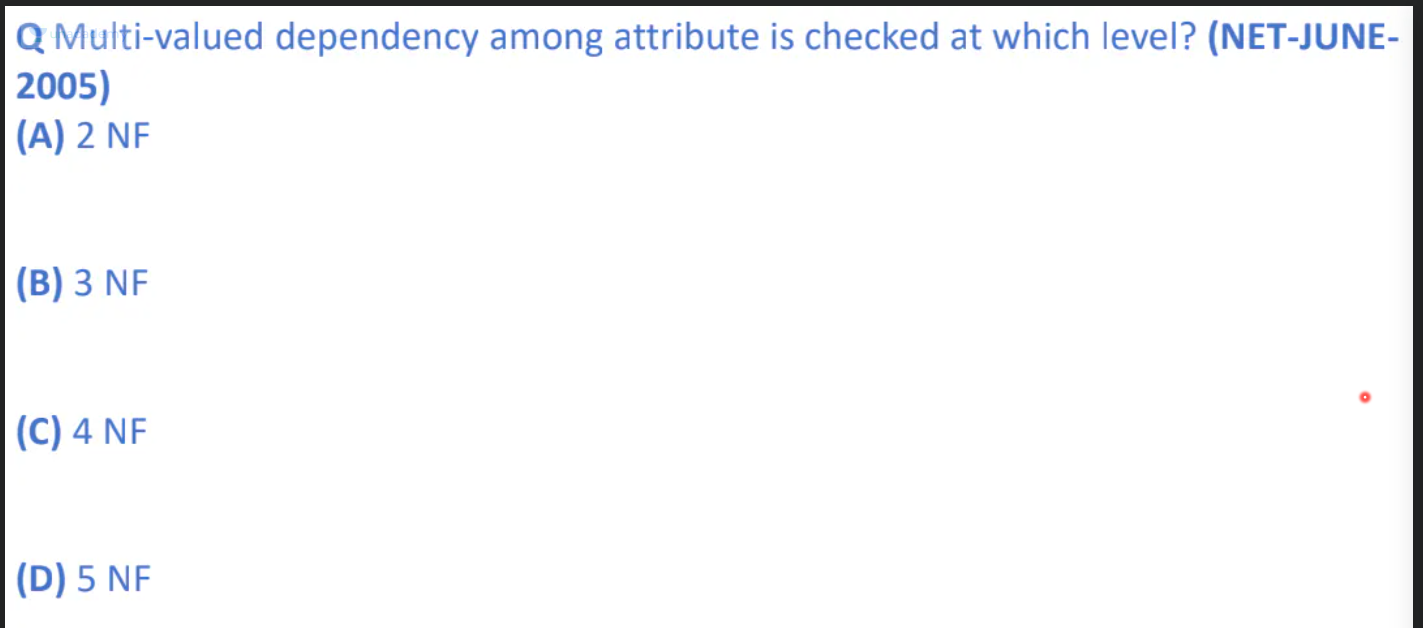 Q Multi-valued dependency among attribute is checked at which level? (NET-JUNE-
2005)
(A) 2 NF
(B) 3 NF
(C) 4 NF
(D) 5 NF